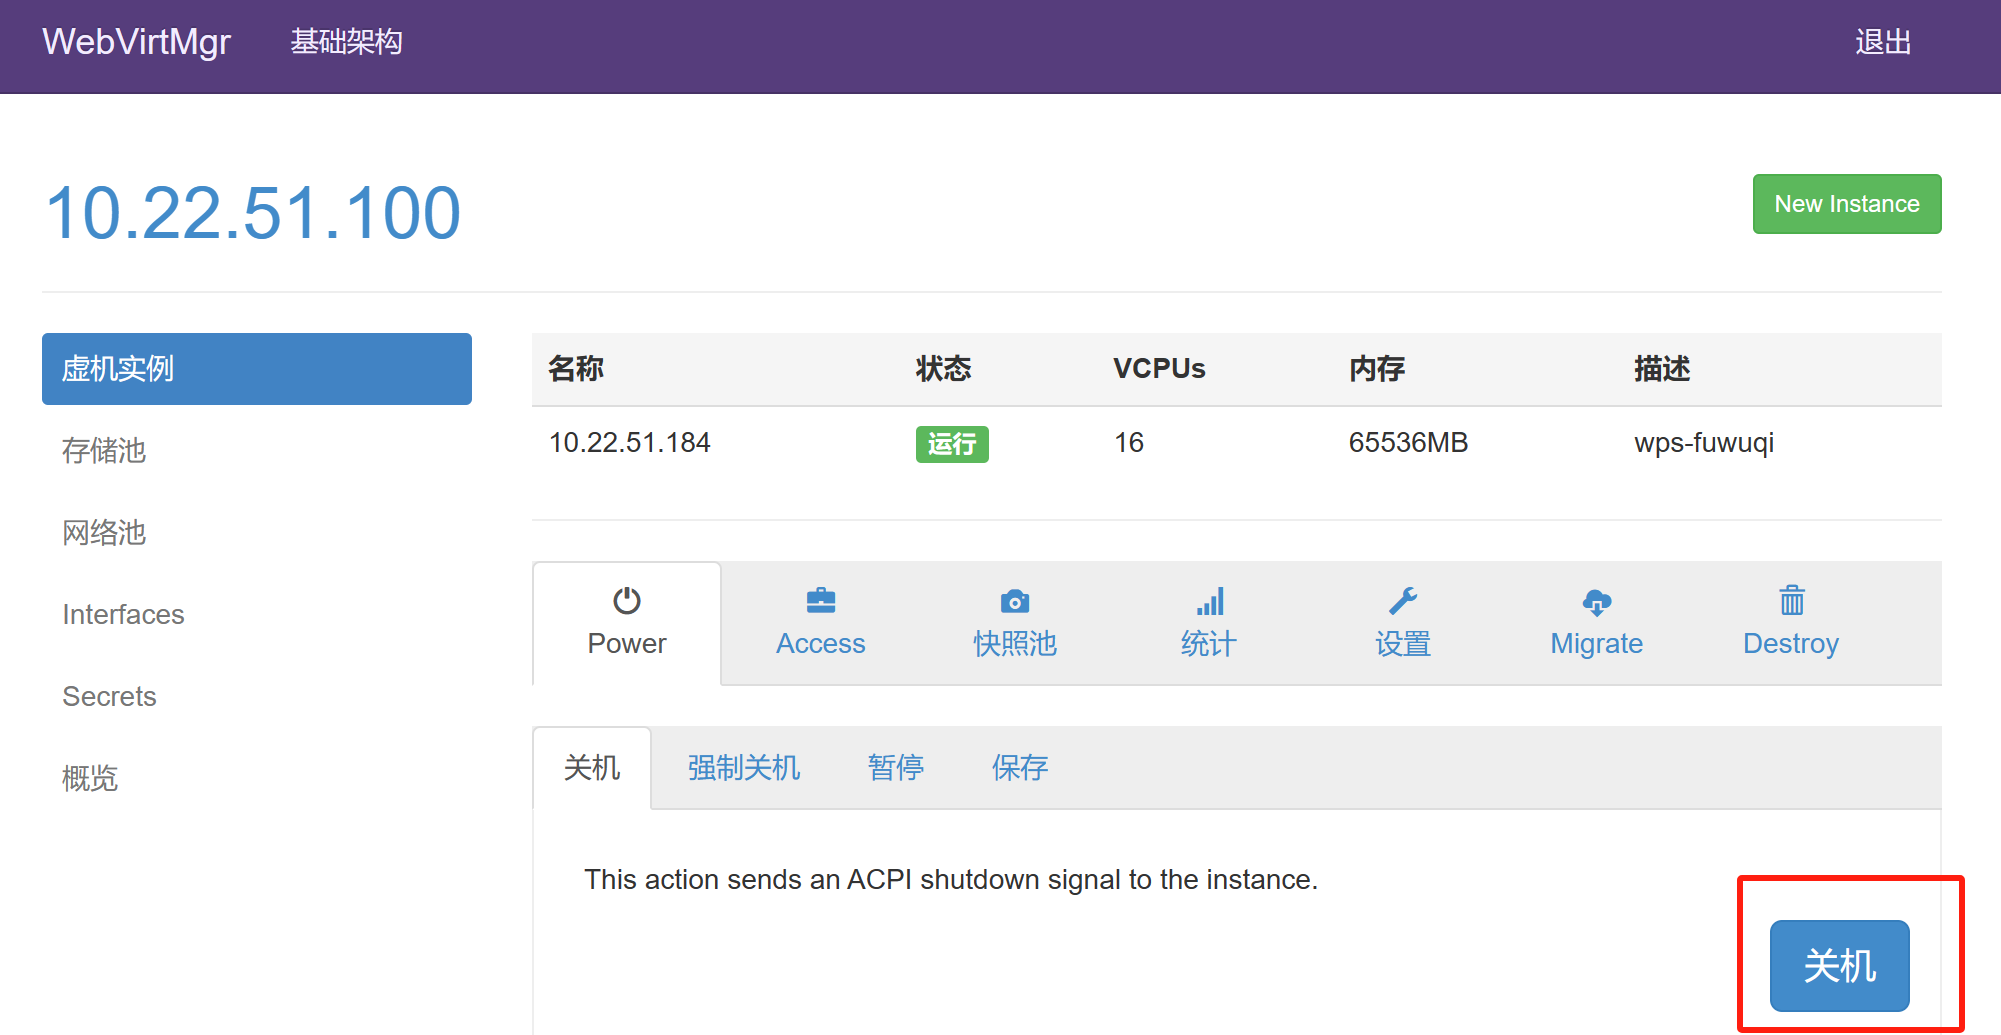 WebVirtMgr 基础架构 退出
10.22.51.100
New Instance
虚机实例
存储池
网络池
Interfaces
Secrets
概览
名称 状态 VCPUs 内存 描述
10.22.51.184 运行 16 65536MB wps-fuwuqi
Power Access 快照池 统计 设置 Migrate Destroy
关机 强制关机 暂停 保存
This action sends an ACPI shutdown signal to the instance.
关机